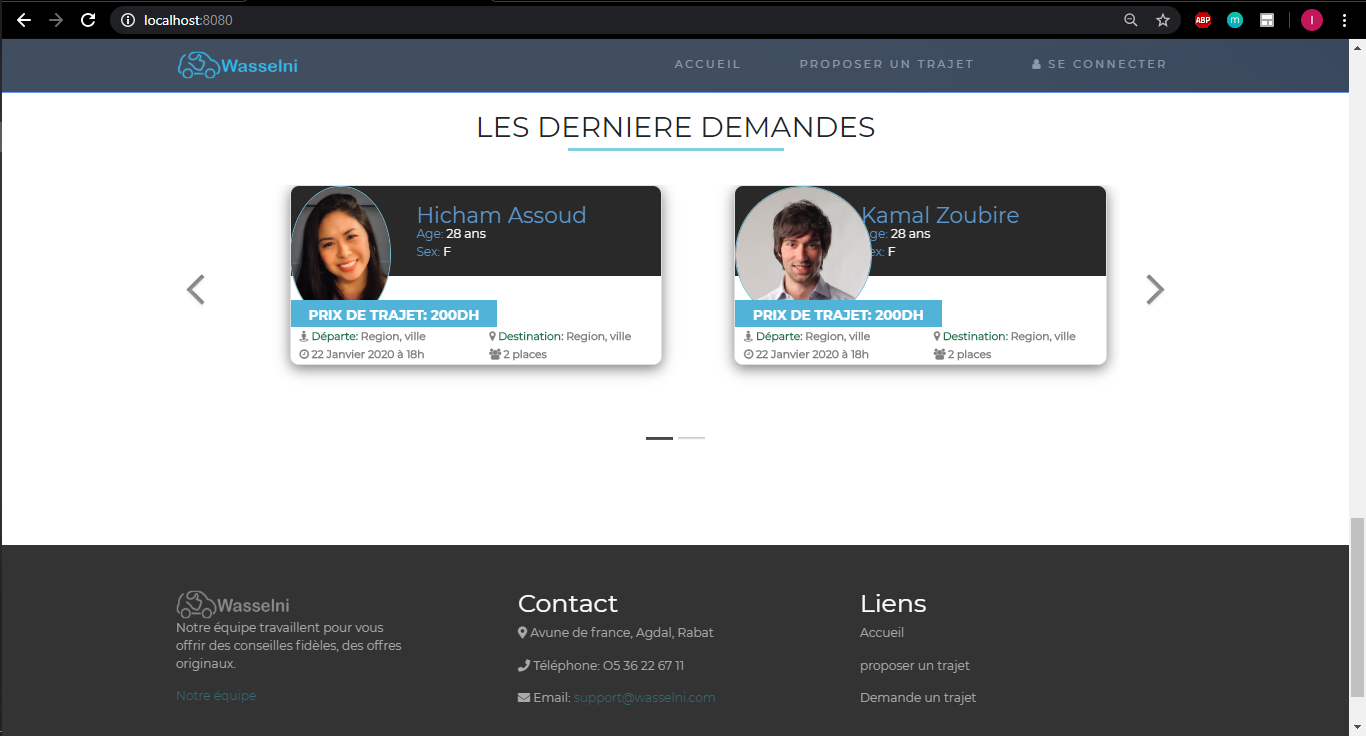 localhost:8080
ABP
m
I
Wasselni
ACCUEIL
PROPOSER UN TRAJET
SE CONNECTER
LES DERNIERE DEMANDES
Hicham Assoud
Age: 28 ans
Sex: F
PRIX DE TRAJET: 200DH
Départe: Region, ville
Destination: Region, ville
22 Janvier 2020 à 18h
2 places
Kamal Zoubire
ge: 28 ans
ex: F
PRIX DE TRAJET: 200DH
Départe: Region, ville
Destination: Region, ville
22 Janvier 2020 à 18h
2 places
Wasselni
Notre équipe travaillent pour vous
offrir des conseilles fidèles, des offres
originaux.
Notre équipe
Contact
Avune de france, Agdal, Rabat
Téléphone: O5 36 22 67 11
Email: support@wasselni.com
Liens
Accueil
proposer un trajet
Demande un trajet